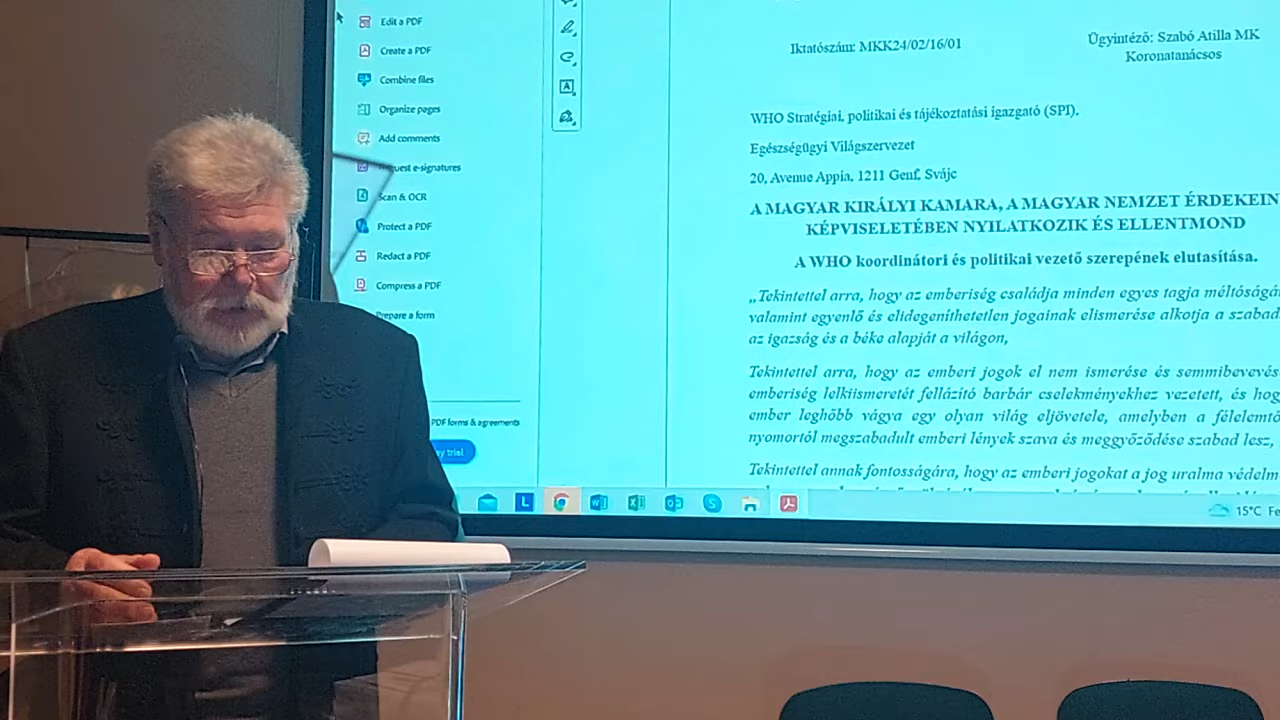 Edit a PDF
Create a PDF
Combine files
Organize pages
Add comments
uest e-signatures
Scan & OCR
Protect a PDF
Redact a PDF
Compress a PDF
Prepare a form
PDF forms & agreements
trial
Iktatószám: MKK24/02/16/01
Ügyintéző: Szabó Atilla MK
Koronatanácsos
WHO Stratégiai, politikai és tájékoztatási igazgató (SPI).
Egészségügyi Világszervezet
20, Avenue Appia, 1211 Genf, Svájc
A MAGYAR KIRÁLYI KAMARA, A MAGYAR NEMZET ÉRDEKEIN
KÉPVISELETÉBEN NYILATKOZIK ÉS ELLENTMOND
A WHO koordinátori és politikai vezető szerepének elutasítása.
„Tekintettel arra, hogy az emberiség családja minden egyes tagja méltóságá
valamint egyenlő és elidegeníthetetlen jogainak elismerése alkotja a szabad
az igazság és a béke alapját a világon,
Tekintettel arra, hogy az emberi jogok el nem ismerése és semmibevevés
emberiség lelkiismeretét fellázító barbár cselekményekhez vezetett, és hog
ember leghőbb vágya egy olyan világ eljövetele, amelyben a félelemtő
nyomortól megszabadult emberi lények szava és meggyőződése szabad lesz,
Tekintettel annak fontosságára, hogy az emberi jogokat a jog uralma védelm
15°C Fe